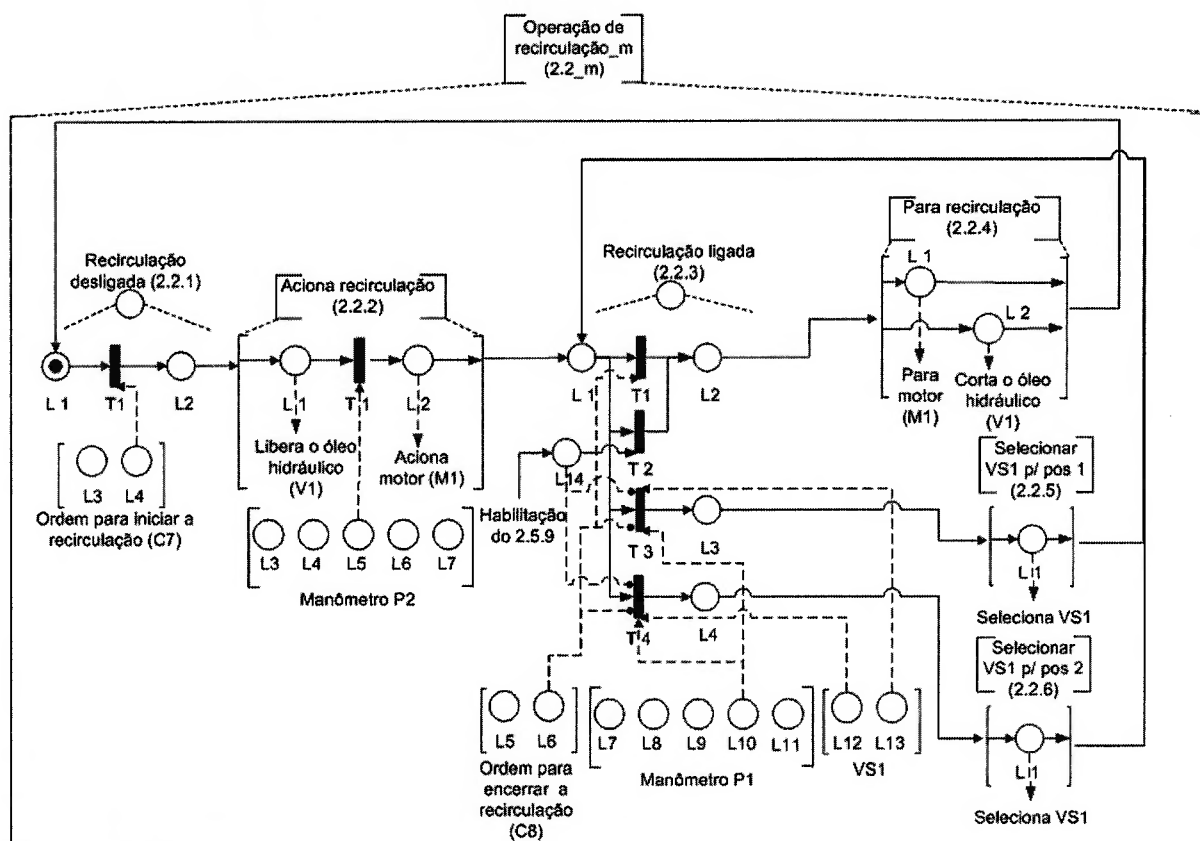 Operação de
recirculação_m
(2.2_m)
Para recirculação
(2.2.4)
Recirculação
desligada (2.2.1)
Aciona recirculação
(2.2.2)
Recirculação ligada
(2.2.3)
L 1
L 2
L 1
T1
L2
L 1
T 1
L 2
L 1
T1
L2
Para
motor
(M1)
Corta o óleo
hidráulico
(V1)
Libera o óleo
hidráulico
(V1)
Aciona
motor (M1)
L14
T 2
Selecionar
VS1 p/ pos 1
(2.2.5)
L3
L4
Ordem para iniciar a
recirculação (C7)
Habilitação
do 2.5.9
T 3
L3
L3
L4
L5
L6
L7
Manômetro P2
L1
Seleciona VS1
T 4
L4
Selecionar
VS1 p/ pos 2
(2.2.6)
L5
L6
L7
L8
L9
L10
L11
L12
L13
Ordem para
encerrar a
recirculação
(C8)
Manômetro P1
VS1
L1
Seleciona VS1